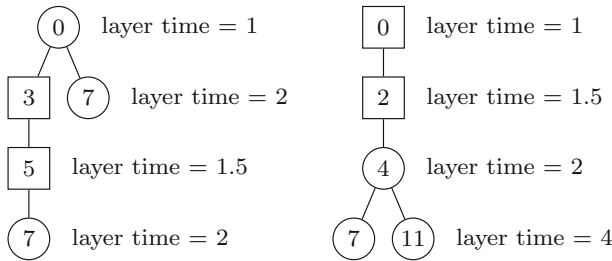 0 layer time = 1
3 7 layer time = 2
5 layer time = 1.5
7 layer time = 2
0 layer time = 1
2 layer time = 1.5
4 layer time = 2
7 11 layer time = 4